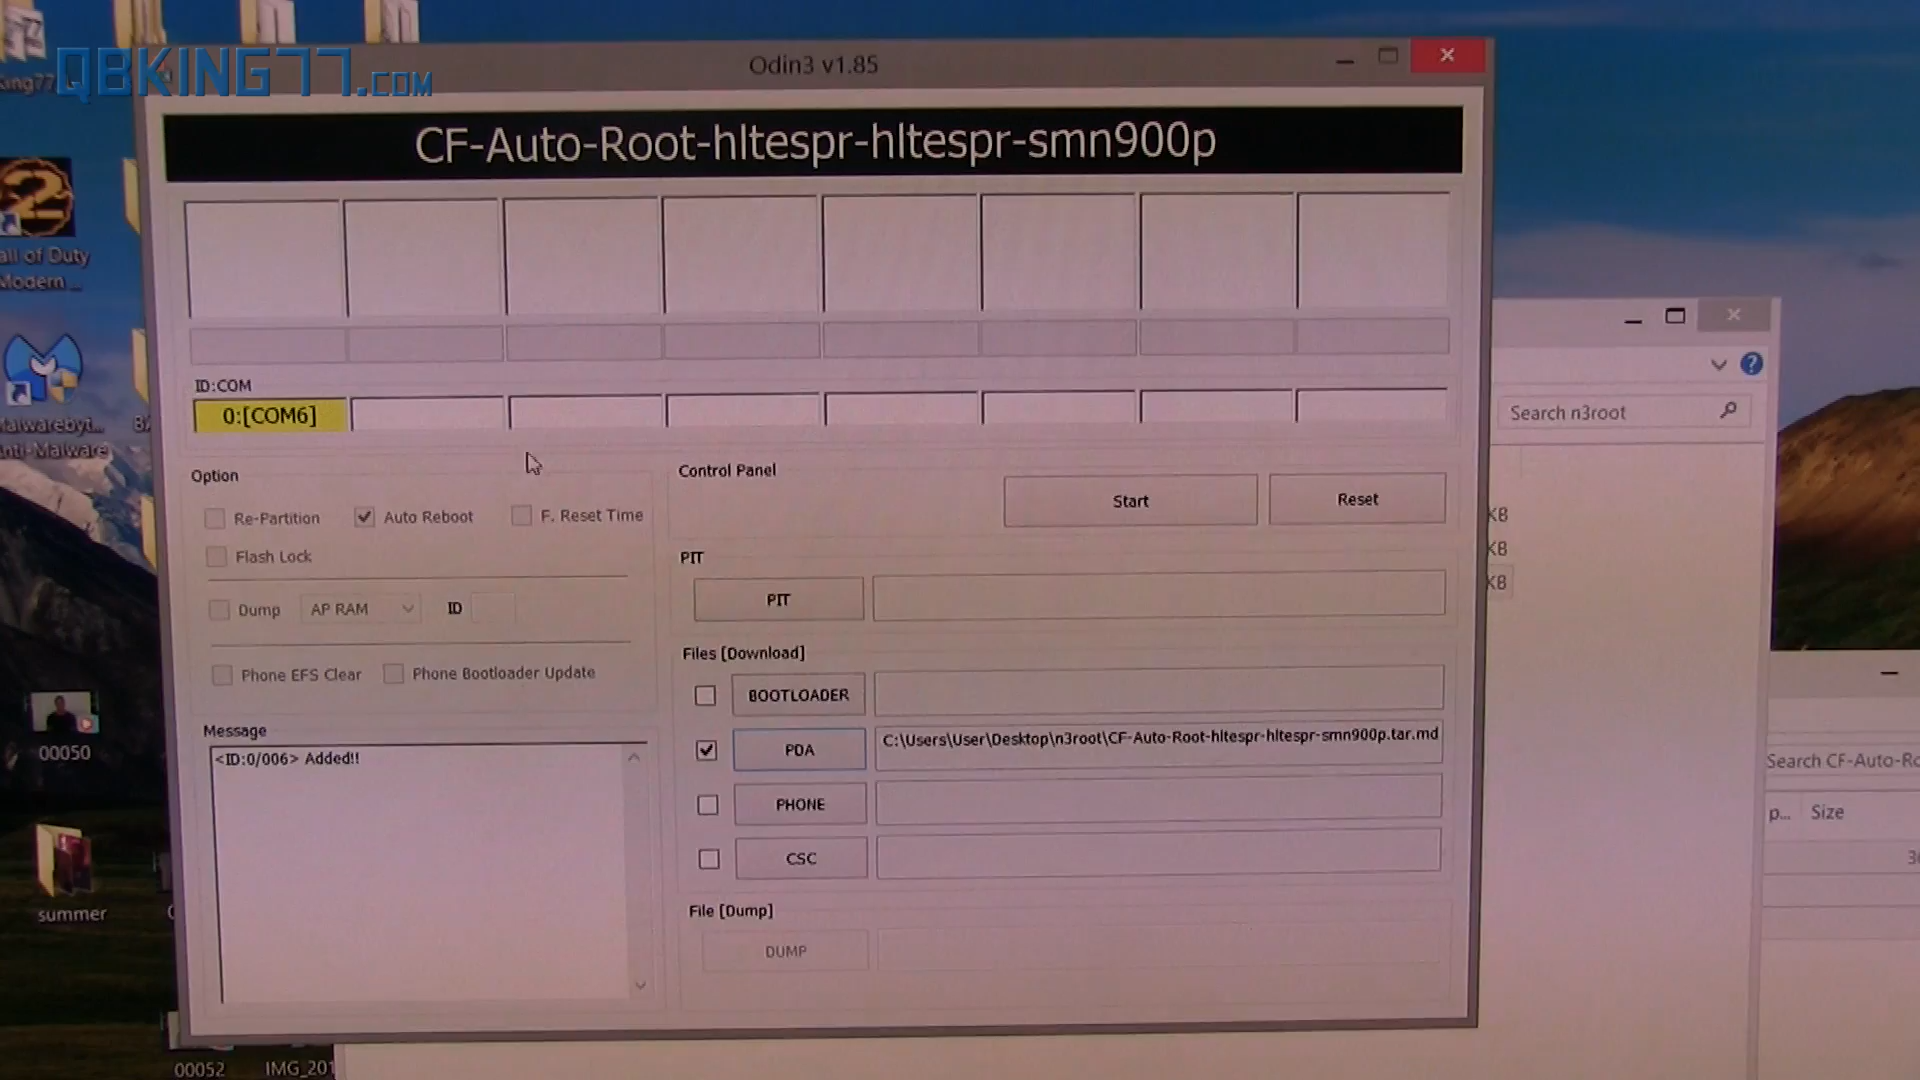 QBKING77.COM
Odin3 v1.85
CF-Auto-Root-hltespr-hltespr-smn900p
all of Duty
Modern ...
ID:COM
0:[COM6]
Search n3root
Anti-Malware
Option
Control Panel
Re-Partition
Auto Reboot
F. Reset Time
Start
Reset
KB
Flash Lock
PIT
KB
Dump
AP RAM
ID
PIT
KB
Phone EFS Clear
Phone Bootloader Update
Files [Download]
BOOTLOADER
Message
<ID:0/006> Added!!
PDA
C:\Users\User\Desktop\n3root\CF-Auto-Root-hltespr-hltespr-smn900p.tar.md
00050
Search CF-Auto-Ro
PHONE
p...
Size
CSC
summer
File [Dump]
DUMP
00052
IMG_201